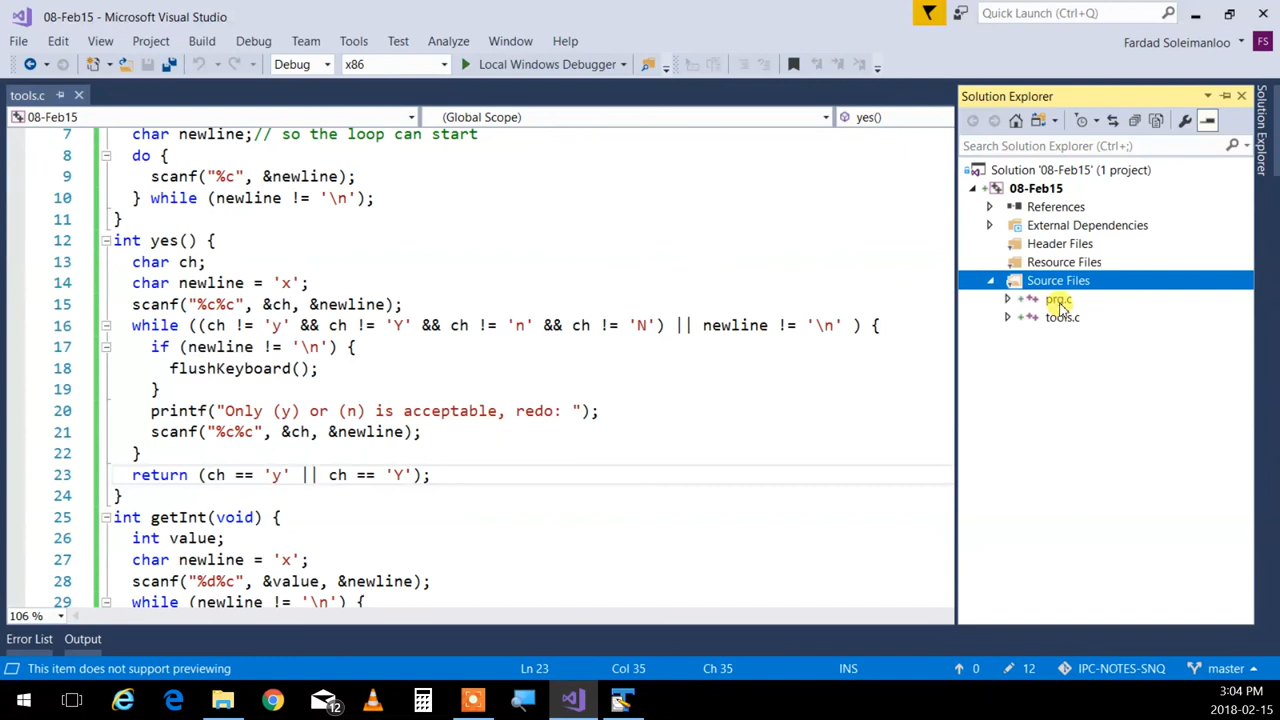 08-Feb15 - Microsoft Visual Studio
Quick Launch (Ctrl+Q)
File Edit View Project Build Debug Team Tools Test Analyze Window Help
Fardad Soleimanloo FS
Debug x86 Local Windows Debugger
tools.c
08-Feb15 (Global Scope) yes()
7 char newline;// so the loop can start
8 do {
9 scanf("%c", &newline);
10 } while (newline != '\n');
11 }
12 int yes() {
13 char ch;
14 char newline = 'x';
15 scanf("%c%c", &ch, &newline);
16 while ((ch != 'y' && ch != 'Y' && ch != 'n' && ch != 'N') || newline != '\n' ) {
17 if (newline != '\n') {
18 flushKeyboard();
19 }
20 printf("Only (y) or (n) is acceptable, redo: ");
21 scanf("%c%c", &ch, &newline);
22 }
23 return (ch == 'y' || ch == 'Y');
24 }
25 int getInt(void) {
26 int value;
27 char newline = 'x';
28 scanf("%d%c", &value, &newline);
29 while (newline != '\n') {
106 %
Solution Explorer
Search Solution Explorer (Ctrl+;)
Solution '08-Feb15' (1 project)
08-Feb15
References
External Dependencies
Header Files
Resource Files
Source Files
prg.c
tools.c
Solution Explorer
Error List Output
This item does not support previewing Ln 23 Col 35 Ch 35 INS 0 12 IPC-NOTES-SNQ master
12
3:04 PM
2018-02-15